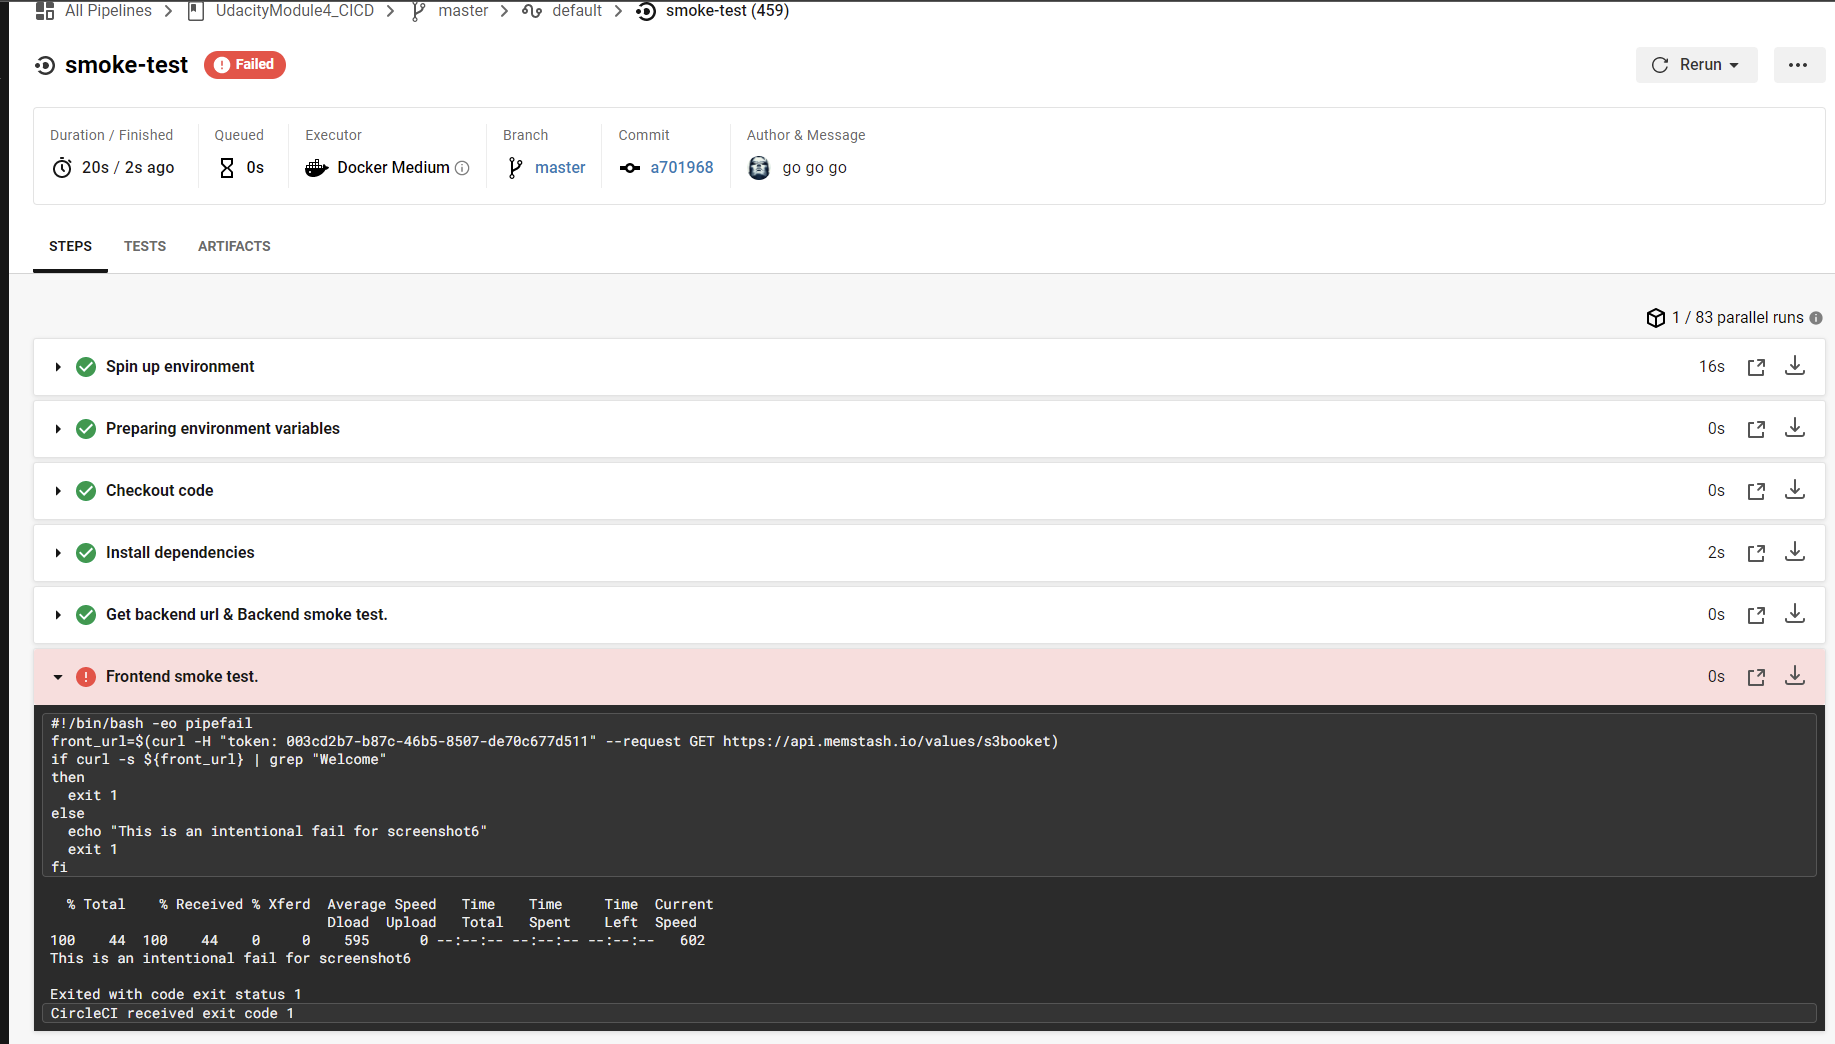 All Pipelines UdacityModule4_CICD master default smoke-test (459)
smoke-test Failed Rerun
Duration / Finished Queued Executor Branch Commit Author & Message
20s / 2s ago 0s Docker Medium master a701968 go go go
STEPS TESTS ARTIFACTS
1 / 83 parallel runs
Spin up environment 16s
Preparing environment variables 0s
Checkout code 0s
Install dependencies 2s
Get backend url & Backend smoke test. 0s
Frontend smoke test. 0s
#!/bin/bash -eo pipefail
front_url=$(curl -H "token: 003cd2b7-b87c-46b5-8507-de70c677d511" --request GET https://api.memstash.io/values/s3booket)
if curl -s ${front_url} | grep "Welcome"
then
  exit 1
else
  echo "This is an intentional fail for screenshot6"
  exit 1
fi
% Total % Received % Xferd Average Speed Time Time Time Current
Dload Upload Total Spent Left Speed
100 44 100 44 0 0 595 0 --:--:-- --:--:-- --:--:-- 602
This is an intentional fail for screenshot6
Exited with code exit status 1
CircleCI received exit code 1